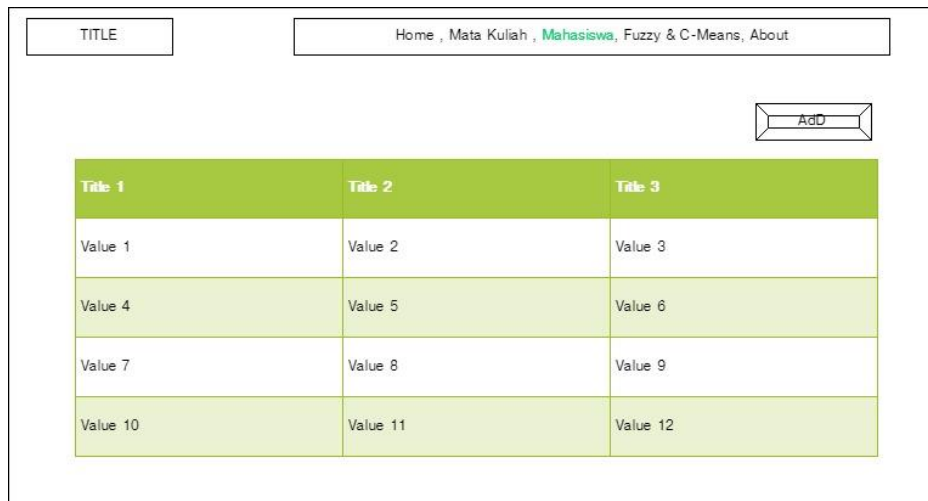 TITLE
Home , Mata Kuliah , Mahasiswa, Fuzzy & C-Means, About
AdD
Title 1 Title 2 Title 3
Value 1 Value 2 Value 3
Value 4 Value 5 Value 6
Value 7 Value 8 Value 9
Value 10 Value 11 Value 12